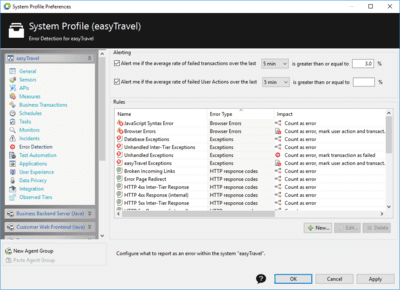 System Profile Preferences
System Profile (easyTravel)
Error Detection for easyTravel
easyTravel
General
Sensors
APIs
Measures
Business Transactions
Schedules
Tasks
Monitors
Incidents
Error Detection
Test Automation
Applications
User Experience
Data Privacy
Integration
Observed Tiers
Business Backend Server (Java)
Customer Web Frontend (Java)
New Agent Group
Paste Agent Group
Alerting
Alert me if the average rate of failed transactions over the last 5 min is greater than or equal to 3.0 %
Alert me if the average rate of failed User Actions over the last 5 min is greater than or equal to %
Rules
Name Error Type Impact
JavaScript Syntax Error Browser Errors Count as error
Browser Errors Browser Errors Count as error, mark user action and transact...
Database Exceptions Exceptions Count as error
Unhandled Inter-Tier Exceptions Exceptions Count as error
Unhandled Exceptions Exceptions Count as error, mark transaction as failed
easyTravel Exceptions Exceptions Count as error, mark user action and transact...
Broken Incoming Links HTTP response codes Count as error
Error Page Redirect HTTP response codes Count as error
HTTP 4xx Inter-Tier Response HTTP response codes Count as error
HTTP 4xx Response (internal) HTTP response codes Count as error
HTTP 5xx Inter-Tier Response HTTP response codes Count as error
New... Edit... Delete
Configure what to report as an error within the system "easyTravel".
OK Cancel Apply